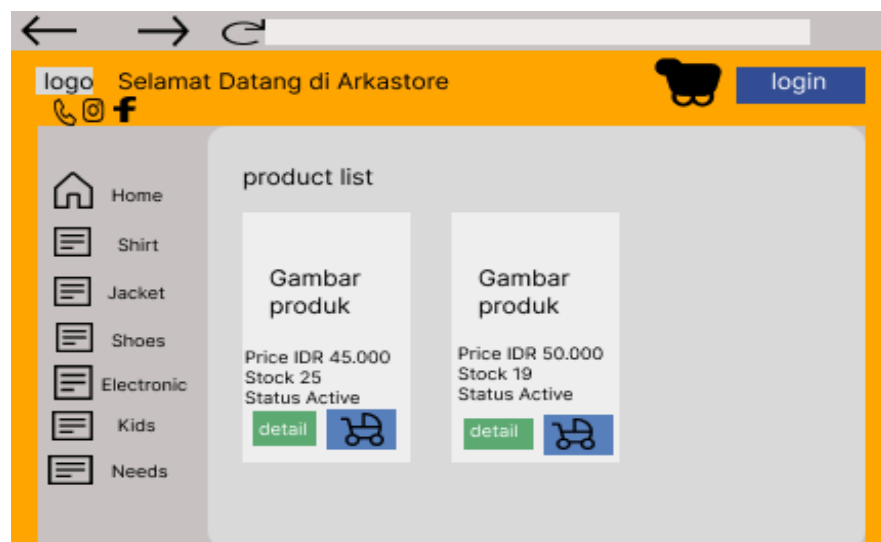 logo
Selamat Datang di Arkastore
login
Home
Shirt
Jacket
Shoes
Electronic
Kids
Needs
product list
Gambar
produk
Price IDR 45.000
Stock 25
Status Active
detail
Gambar
produk
Price IDR 50.000
Stock 19
Status Active
detail